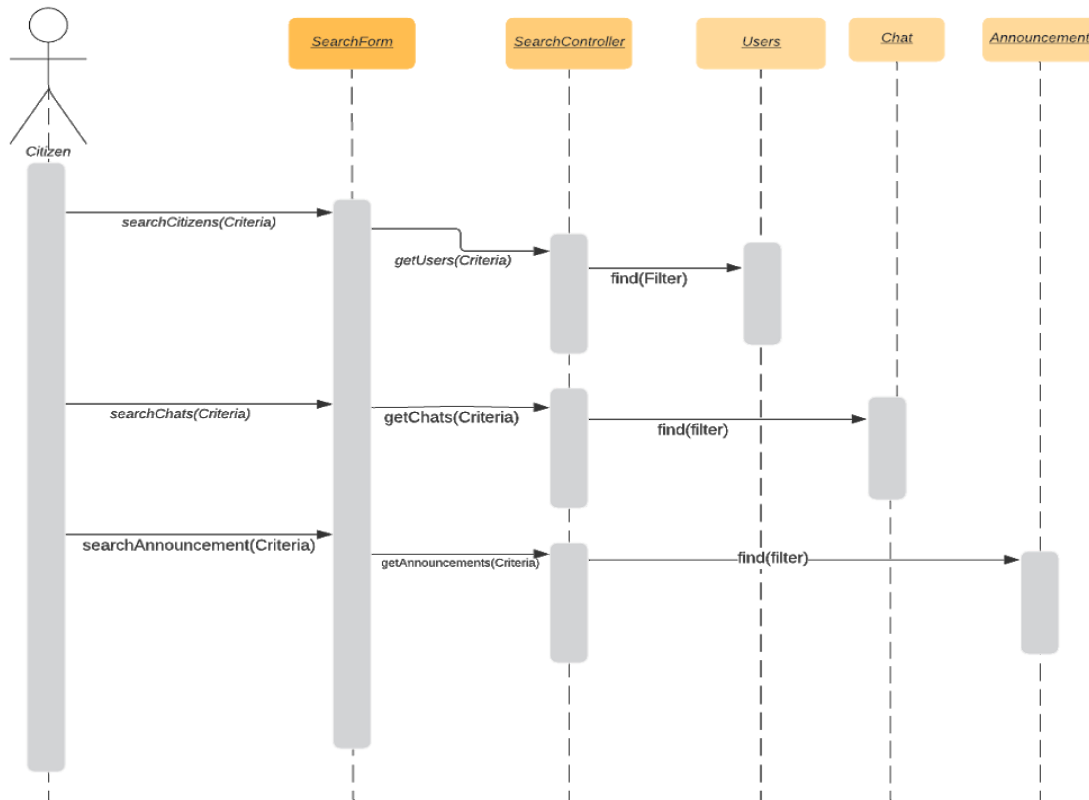 SearchForm
SearchController
Users
Chat
Announcement
Citizen
searchCitizens(Criteria)
getUsers(Criteria)
find(Filter)
searchChats(Criteria)
getChats(Criteria)
find(filter)
searchAnnouncement(Criteria)
getAnnouncements(Criteria)
find(filter)